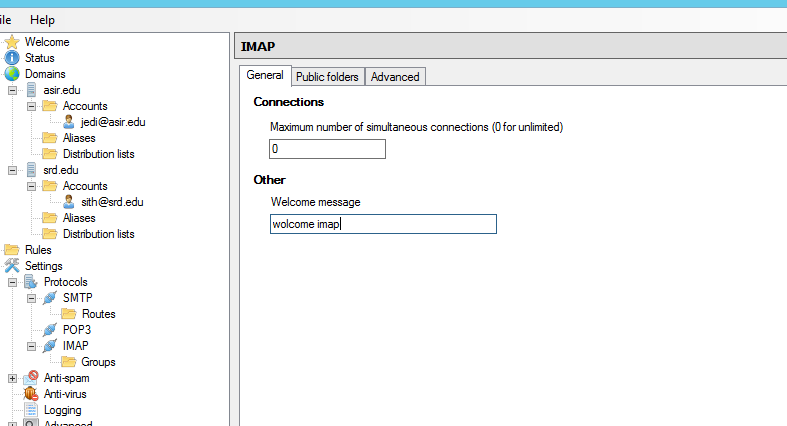 ile Help
Welcome
Status
Domains
asir.edu
Accounts
jedi@asir.edu
Aliases
Distribution lists
srd.edu
Accounts
sith@srd.edu
Aliases
Distribution lists
Rules
Settings
Protocols
SMTP
Routes
POP3
IMAP
Groups
Anti-spam
Anti-virus
Logging
Advanced
IMAP
General Public folders Advanced
Connections
Maximum number of simultaneous connections (0 for unlimited)
0
Other
Welcome message
wolcome imap